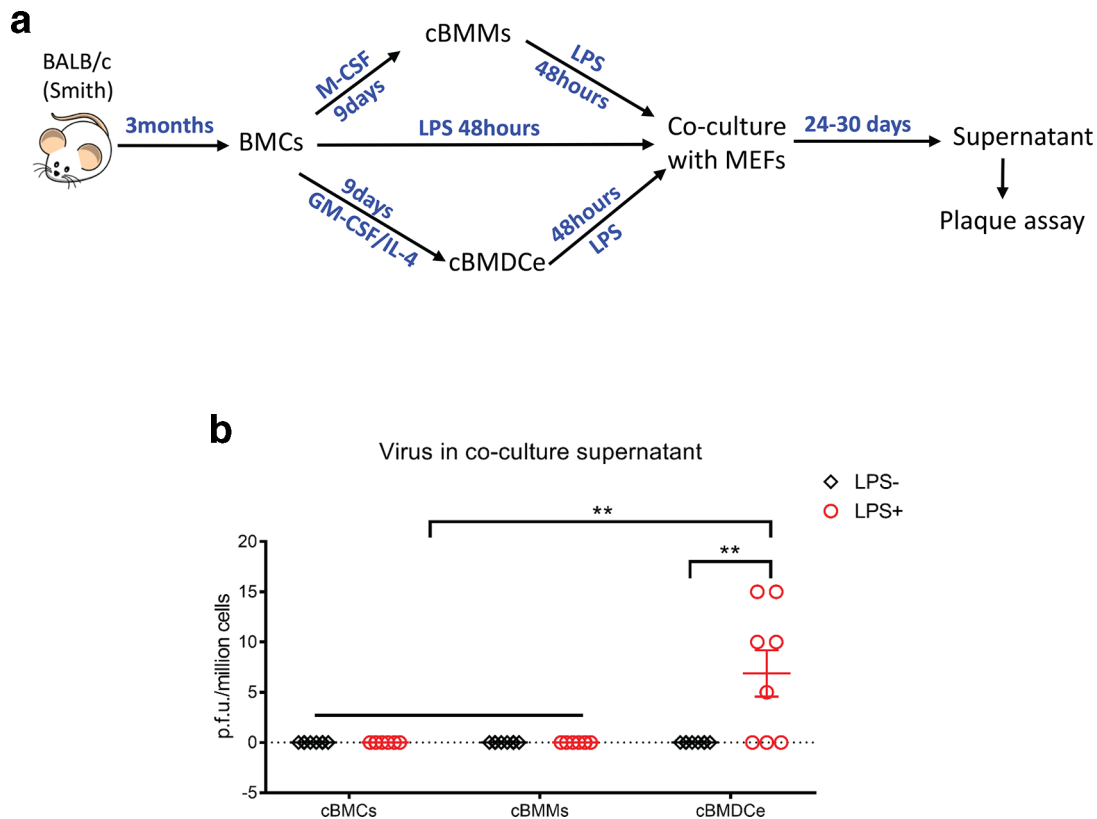 a
BALB/c
(Smith)
3months
BMCs
M-CSF
9days
cBMMs
LPS
48hours
LPS 48hours
9days
GM-CSF/IL-4
cBMDCe
48hours
LPS
Co-culture
with MEFs
24-30 days
Supernatant
Plaque assay
b
Virus in co-culture supernatant
LPS-
LPS+
**
**
p.f.u./million cells
20
15
10
5
0
-5
cBMCs
cBMMs
cBMDCe